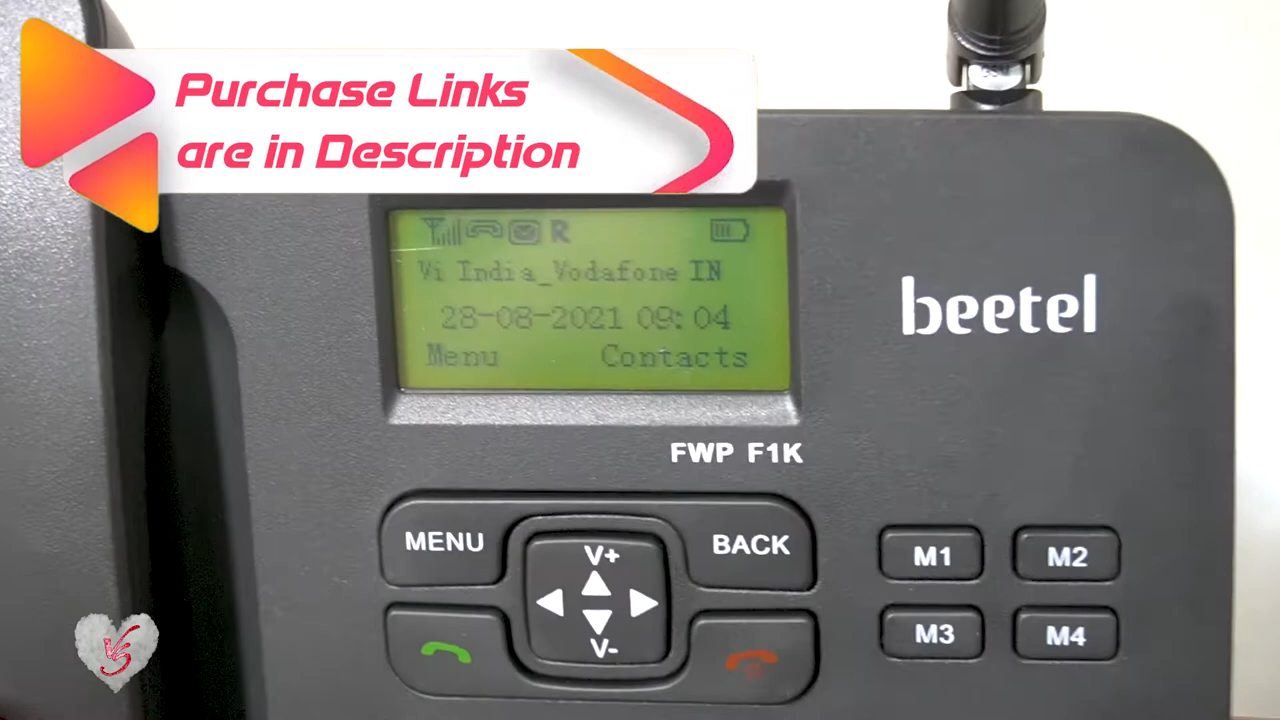 Purchase Links
are in Description
R
Vi India_Vodafone IN
28-08-2021 09:04
Menu Contacts
beetel
FWP F1K
MENU
V+
BACK
V-
M1 M2
M3 M4
VS